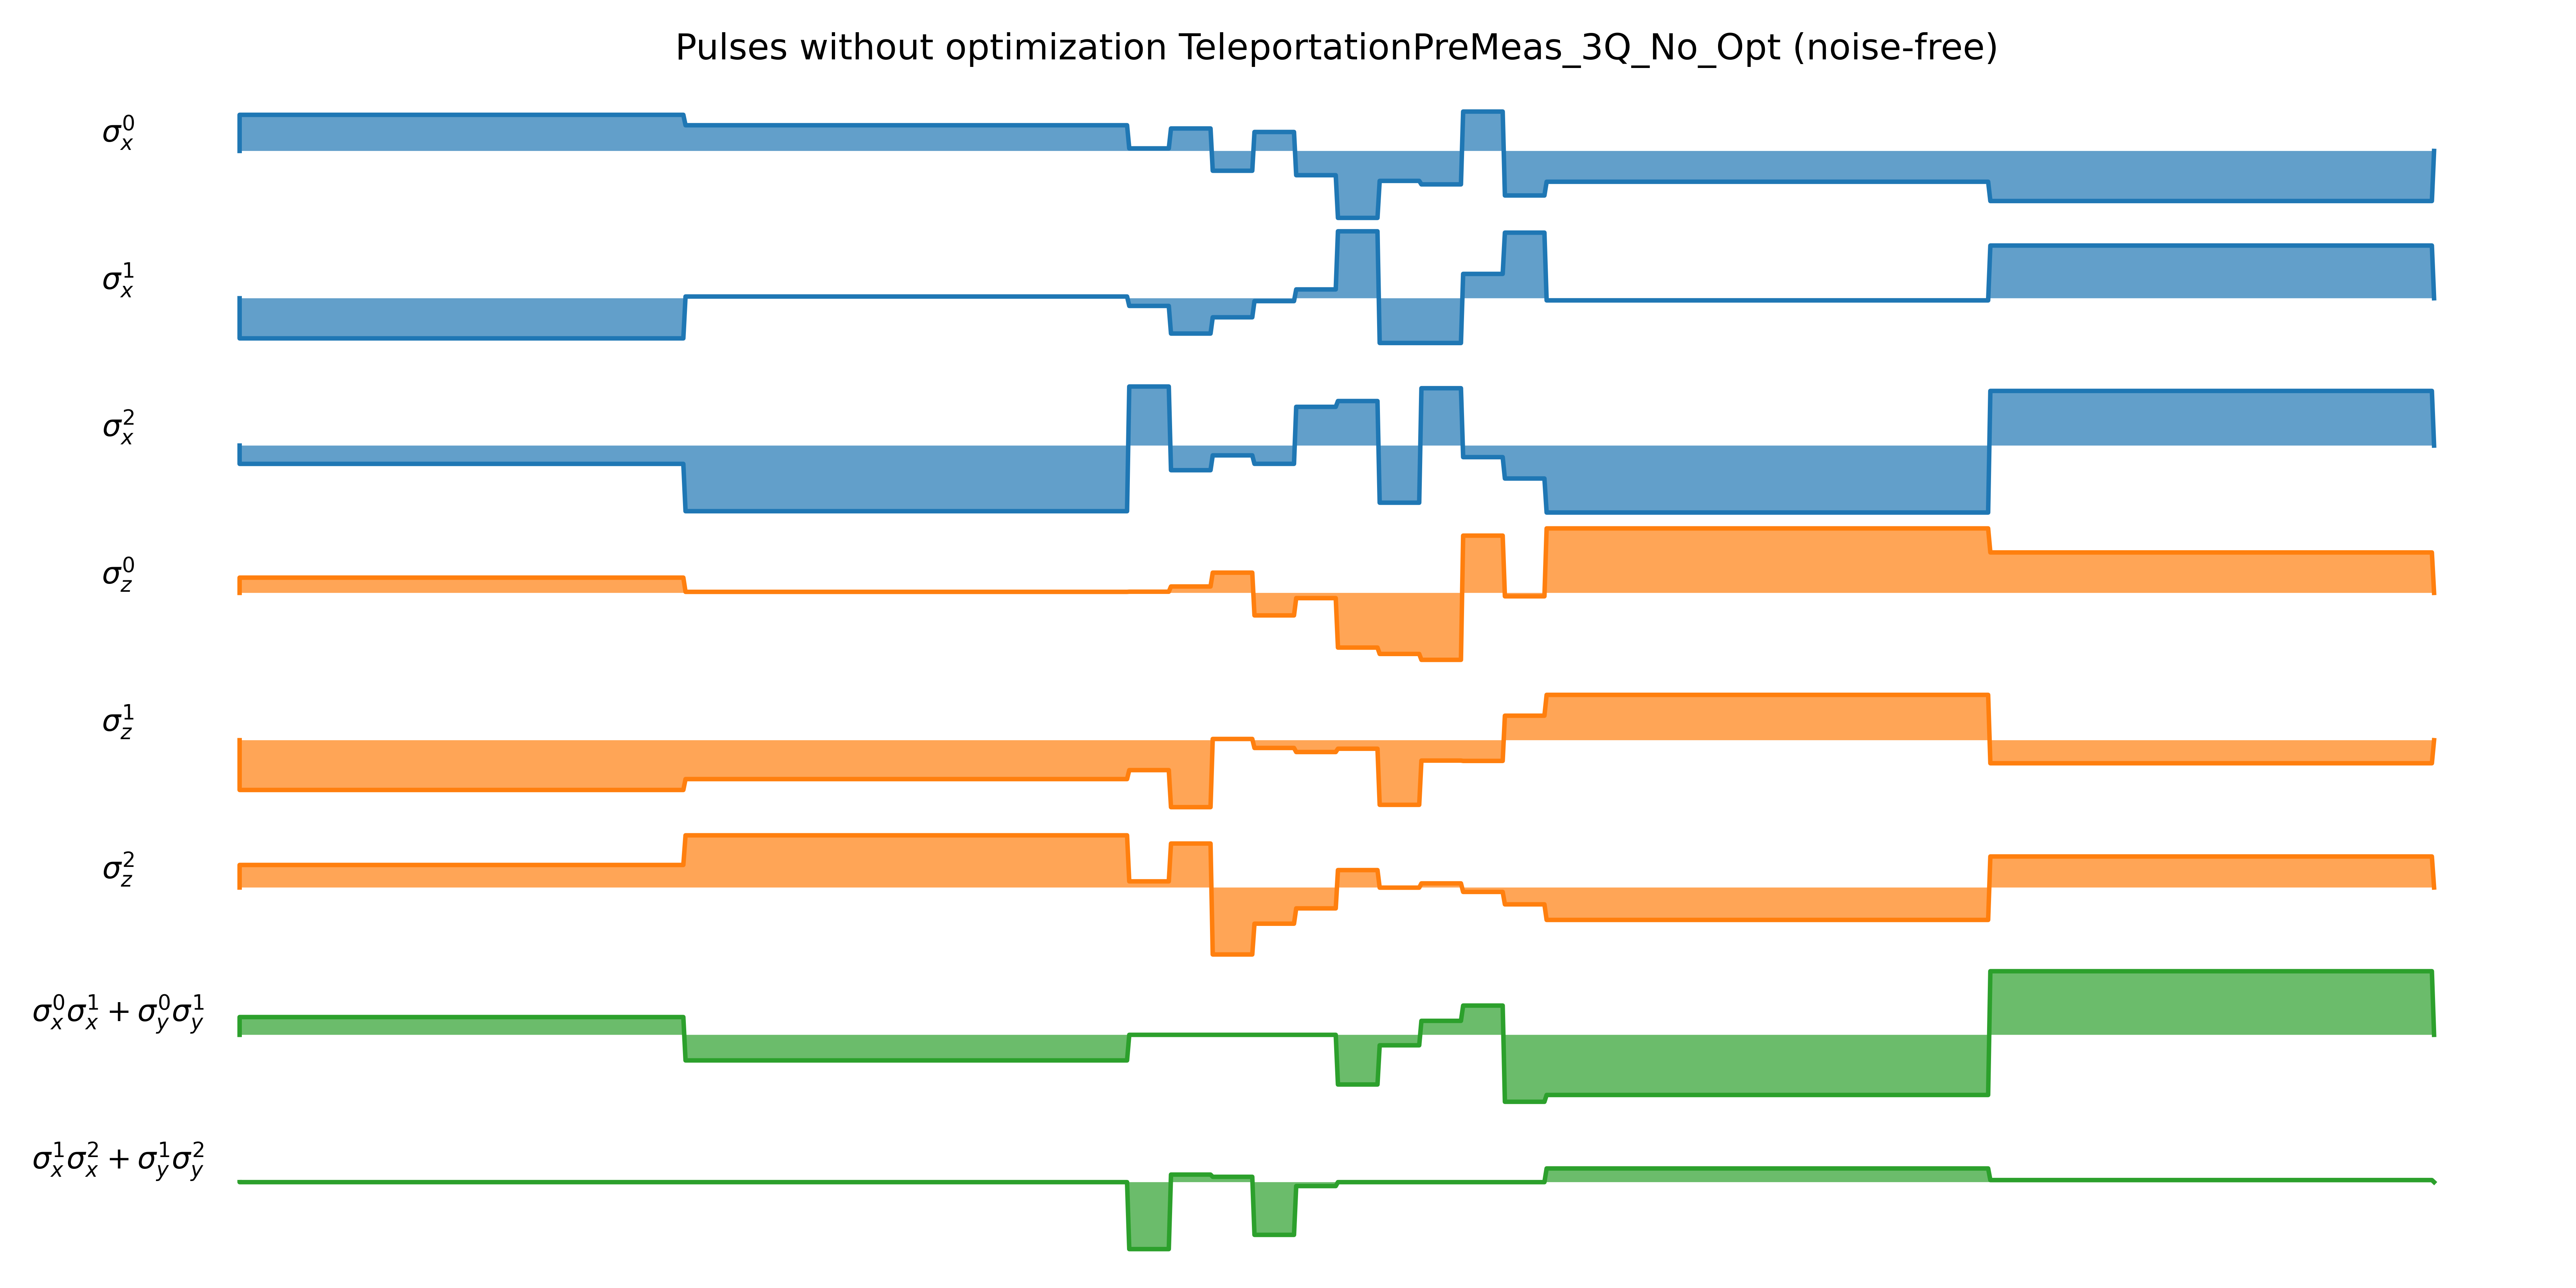 Pulses without optimization TeleportationPreMeas_3Q_No_Opt (noise-free)
σ_x^0
σ_x^1
σ_x^2
σ_z^0
σ_z^1
σ_z^2
σ_x^0σ_x^1 + σ_y^0σ_y^1
σ_x^1σ_x^2 + σ_y^1σ_y^2